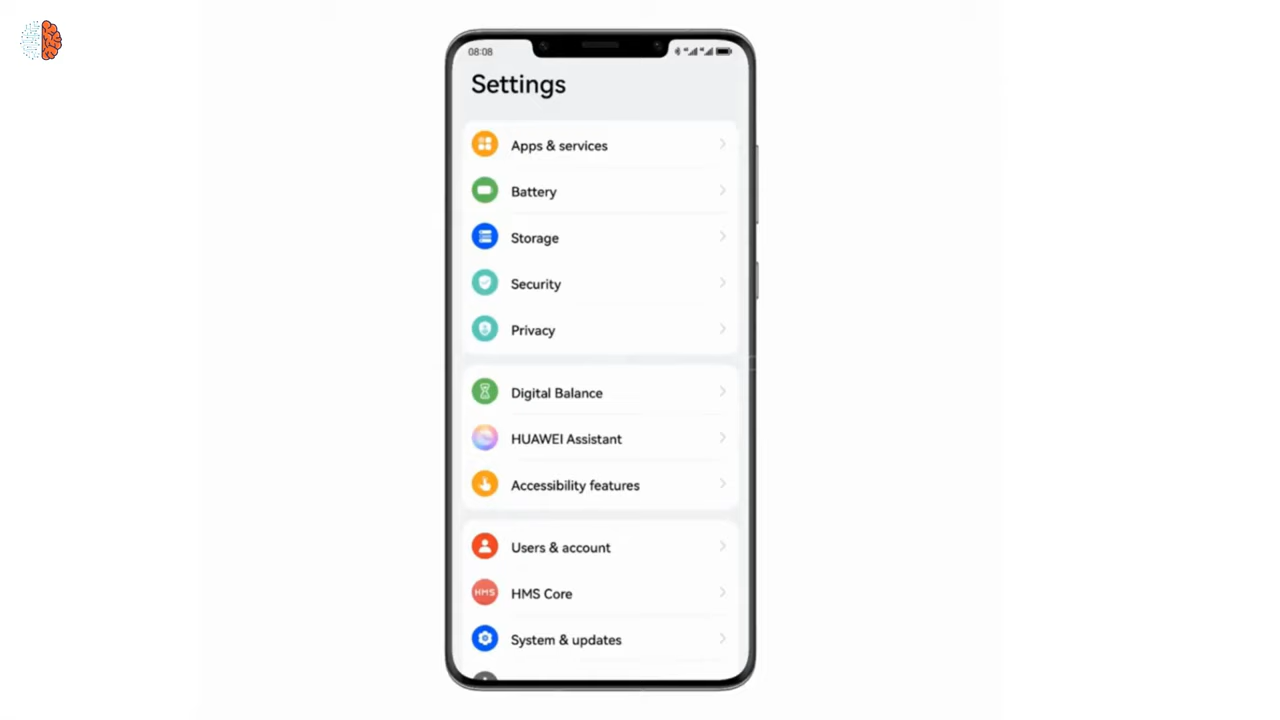 08:08
Settings
Apps & services
Battery
Storage
Security
Privacy
Digital Balance
HUAWEI Assistant
Accessibility features
Users & account
HMS
HMS Core
System & updates